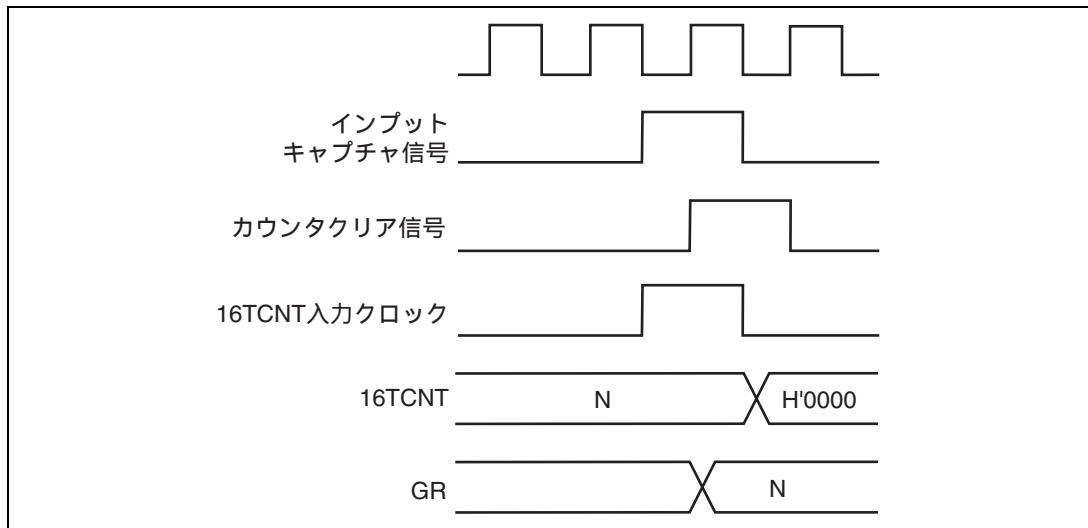 インプット
キャプチャ信号
カウンタクリア信号
16TCNT入力クロック
16TCNT
N
H'0000
GR
N